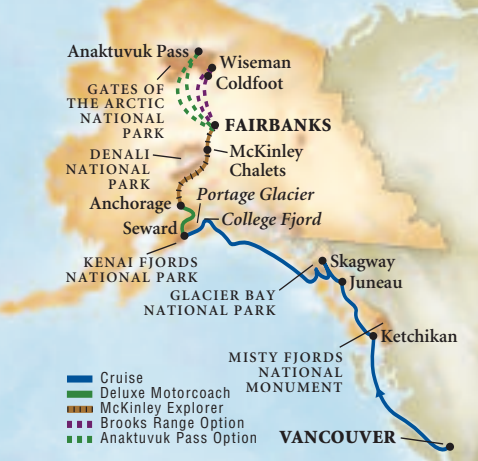 Anaktuvuk Pass
Wiseman
Coldfoot
GATES OF
THE ARCTIC
NATIONAL
PARK
FAIRBANKS
McKinley
Chalets
DENALI
NATIONAL
PARK
Portage Glacier
Anchorage
College Fjord
Seward
KENAI FJORDS
NATIONAL PARK
Skagway
Juneau
GLACIER BAY
NATIONAL PARK
Ketchikan
MISTY FJORDS
NATIONAL
MONUMENT
Cruise
Deluxe Motorcoach
McKinley Explorer
Brooks Range Option
Anaktuvuk Pass Option
VANCOUVER